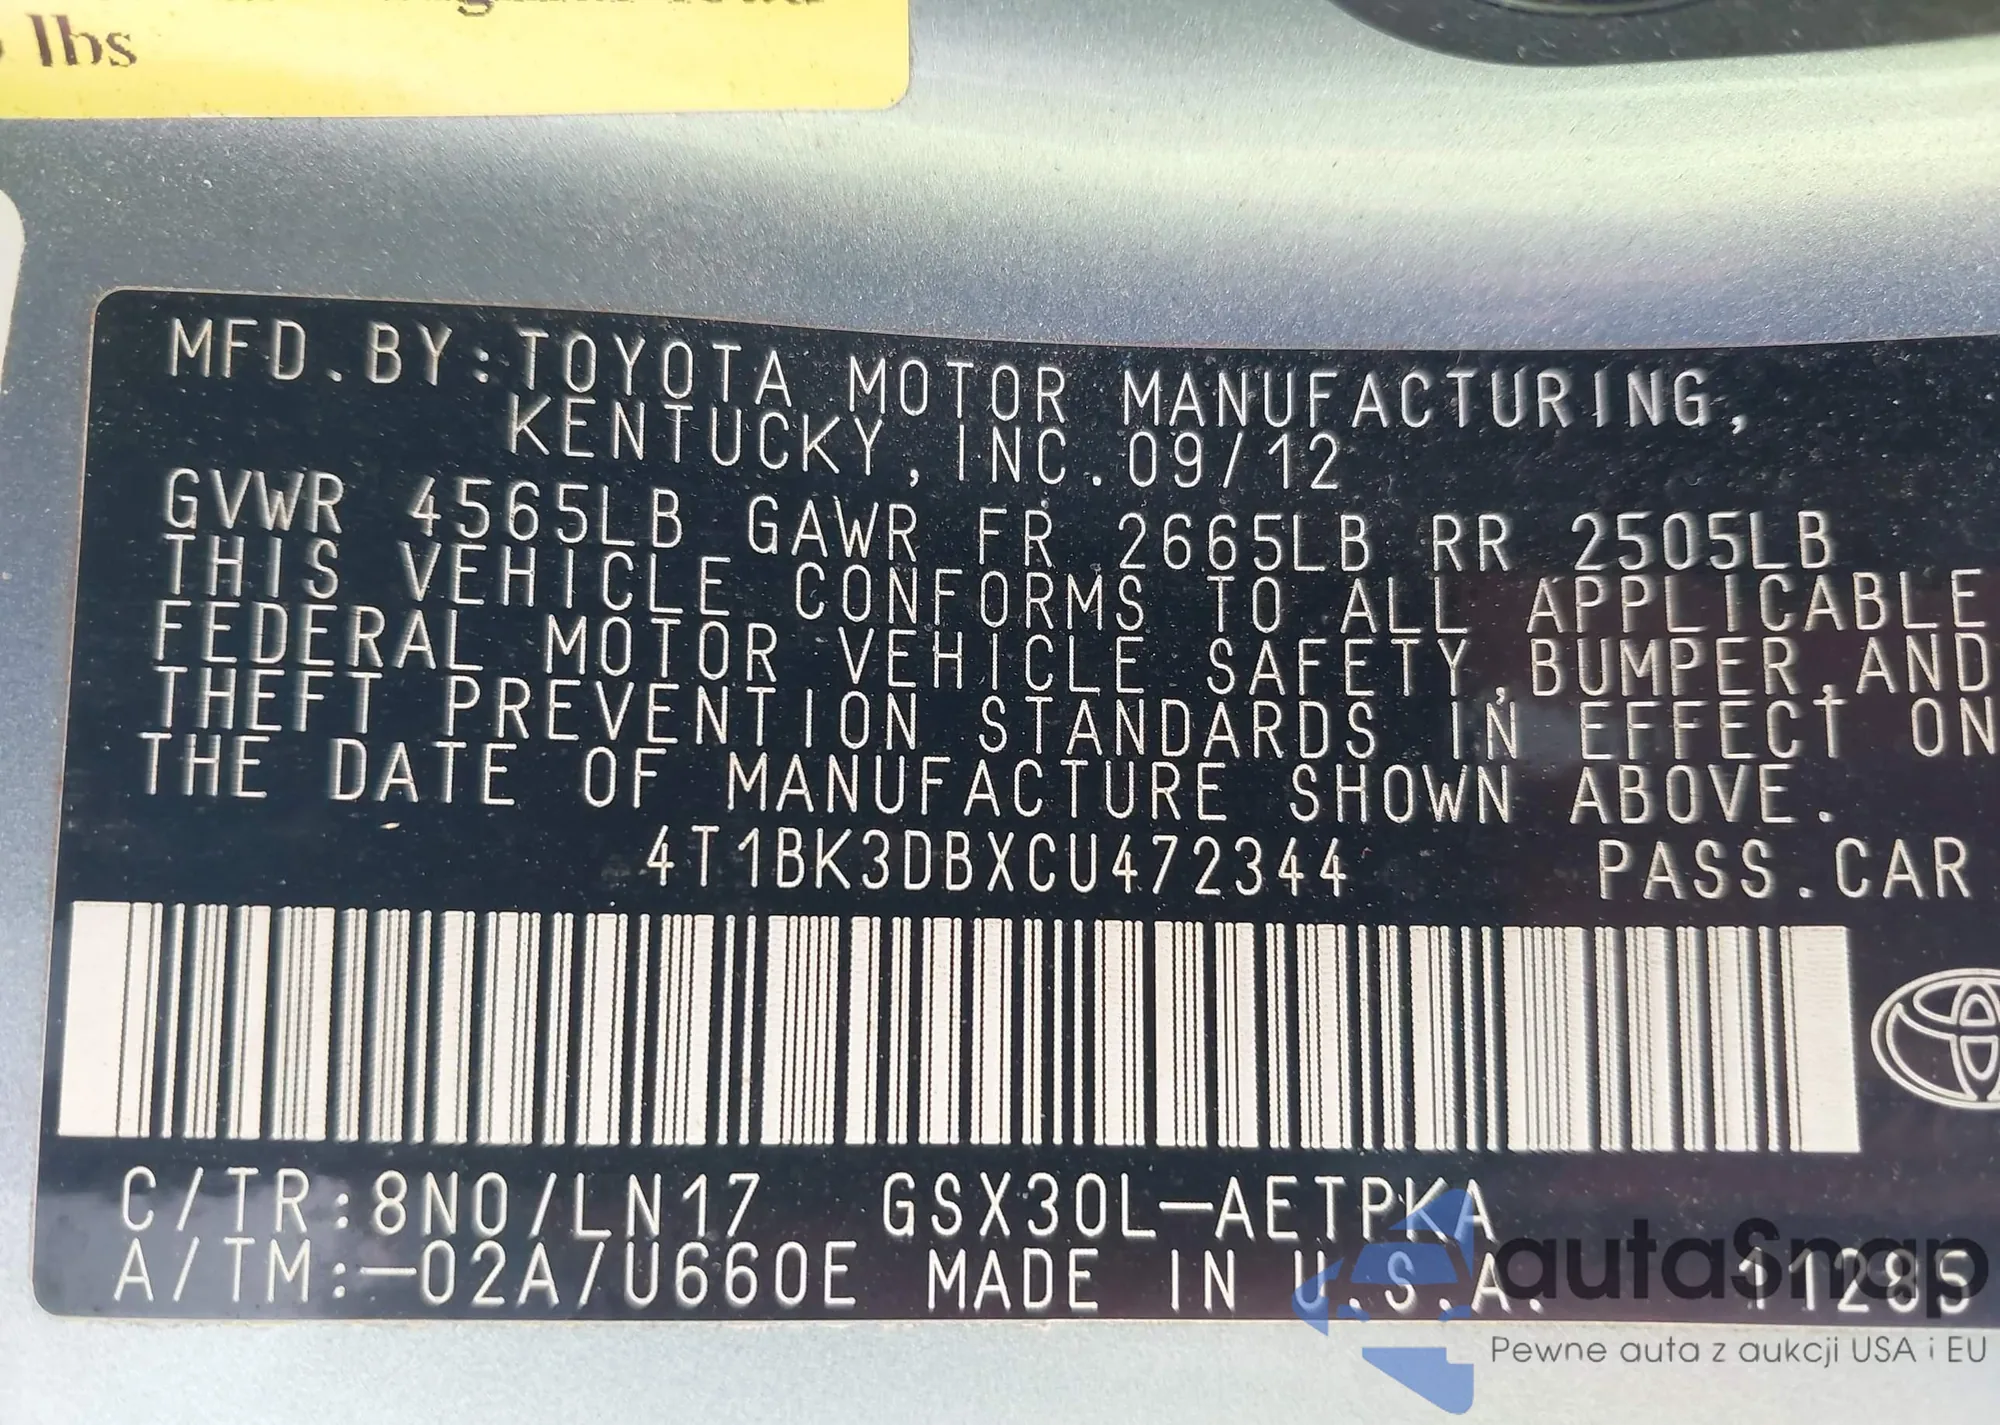 lbs
MFD.BY:TOYOTA MOTOR MANUFACTURING,
KENTUCKY, INC. 09/12
GVWR 4565LB GAWR FR 2665LB RR 2505LB
THIS VEHICLE CONFORMS TO ALL APPLICABLE
FEDERAL MOTOR VEHICLE SAFETY,BUMPER,AND
THEFT PREVENTION STANDARDS IN EFFECT ON
THE DATE OF MANUFACTURE SHOWN ABOVE.
4T1BK3DBXCU472344 PASS.CAR
C/TR:8N0/LN17 GSX30L-AETPKA
A/TM:-02A/U660E MADE IN U.S.A. 11285
autaSnap
Pewne auta z aukcji USA i EU